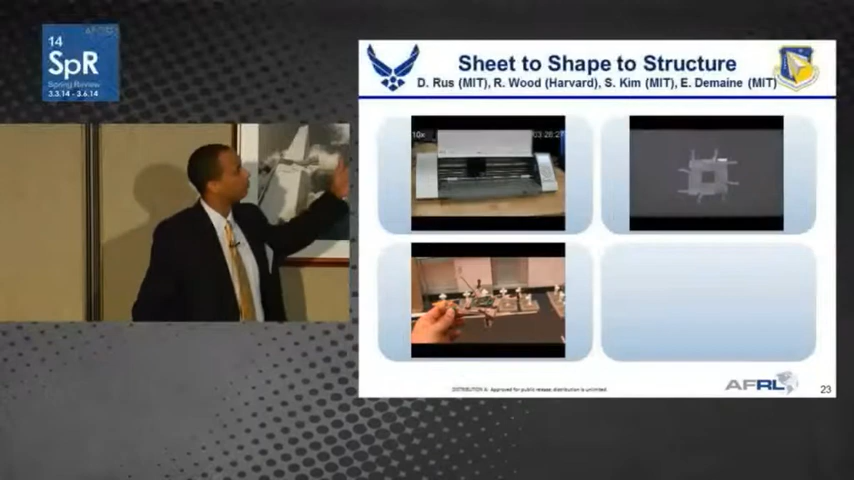 14
SpR
Spring Review
3.3.14 - 3.6.14
Sheet to Shape to Structure
D. Rus (MIT), R. Wood (Harvard), S. Kim (MIT), E. Demaine (MIT)
10x
03:28:27
DISTRIBUTION A: Approved for public release; distribution is unlimited.
AFRL
23